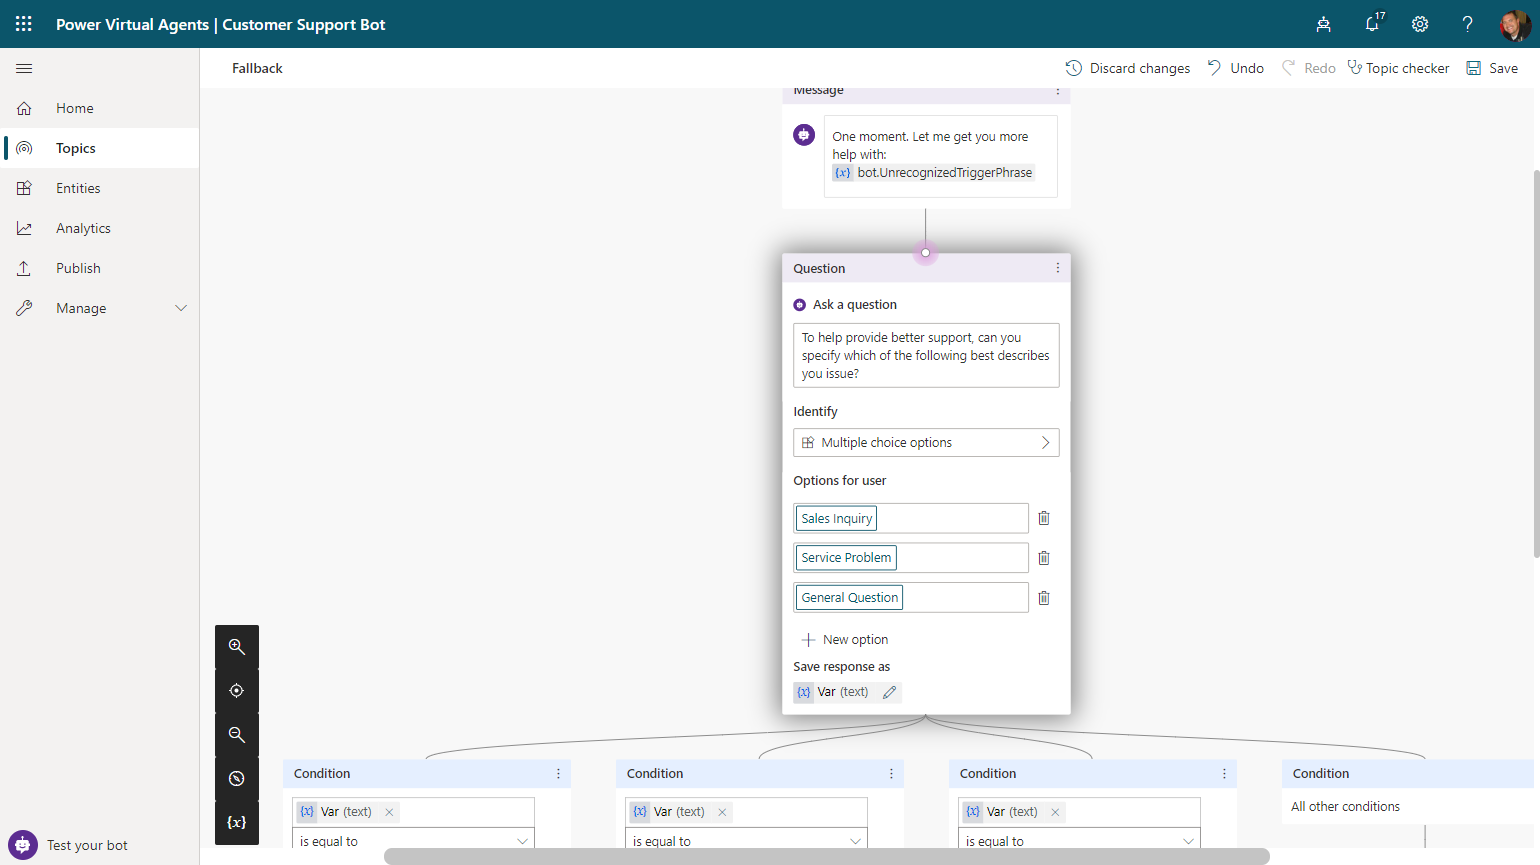 Power Virtual Agents | Customer Support Bot
17
?
Fallback
Discard changes
Undo
Redo
Topic checker
Save
Home
Topics
Entities
Analytics
Publish
Manage
Message
One moment. Let me get you more
help with:
{x} bot.UnrecognizedTriggerPhrase
Question
Ask a question
To help provide better support, can you
specify which of the following best describes
you issue?
Identify
Multiple choice options
Options for user
Sales Inquiry
Service Problem
General Question
New option
Save response as
{x} Var (text)
Condition
Condition
Condition
Condition
{x} Var (text)
{x} Var (text)
{x} Var (text)
All other conditions
is equal to
is equal to
is equal to
{x}
Test your bot